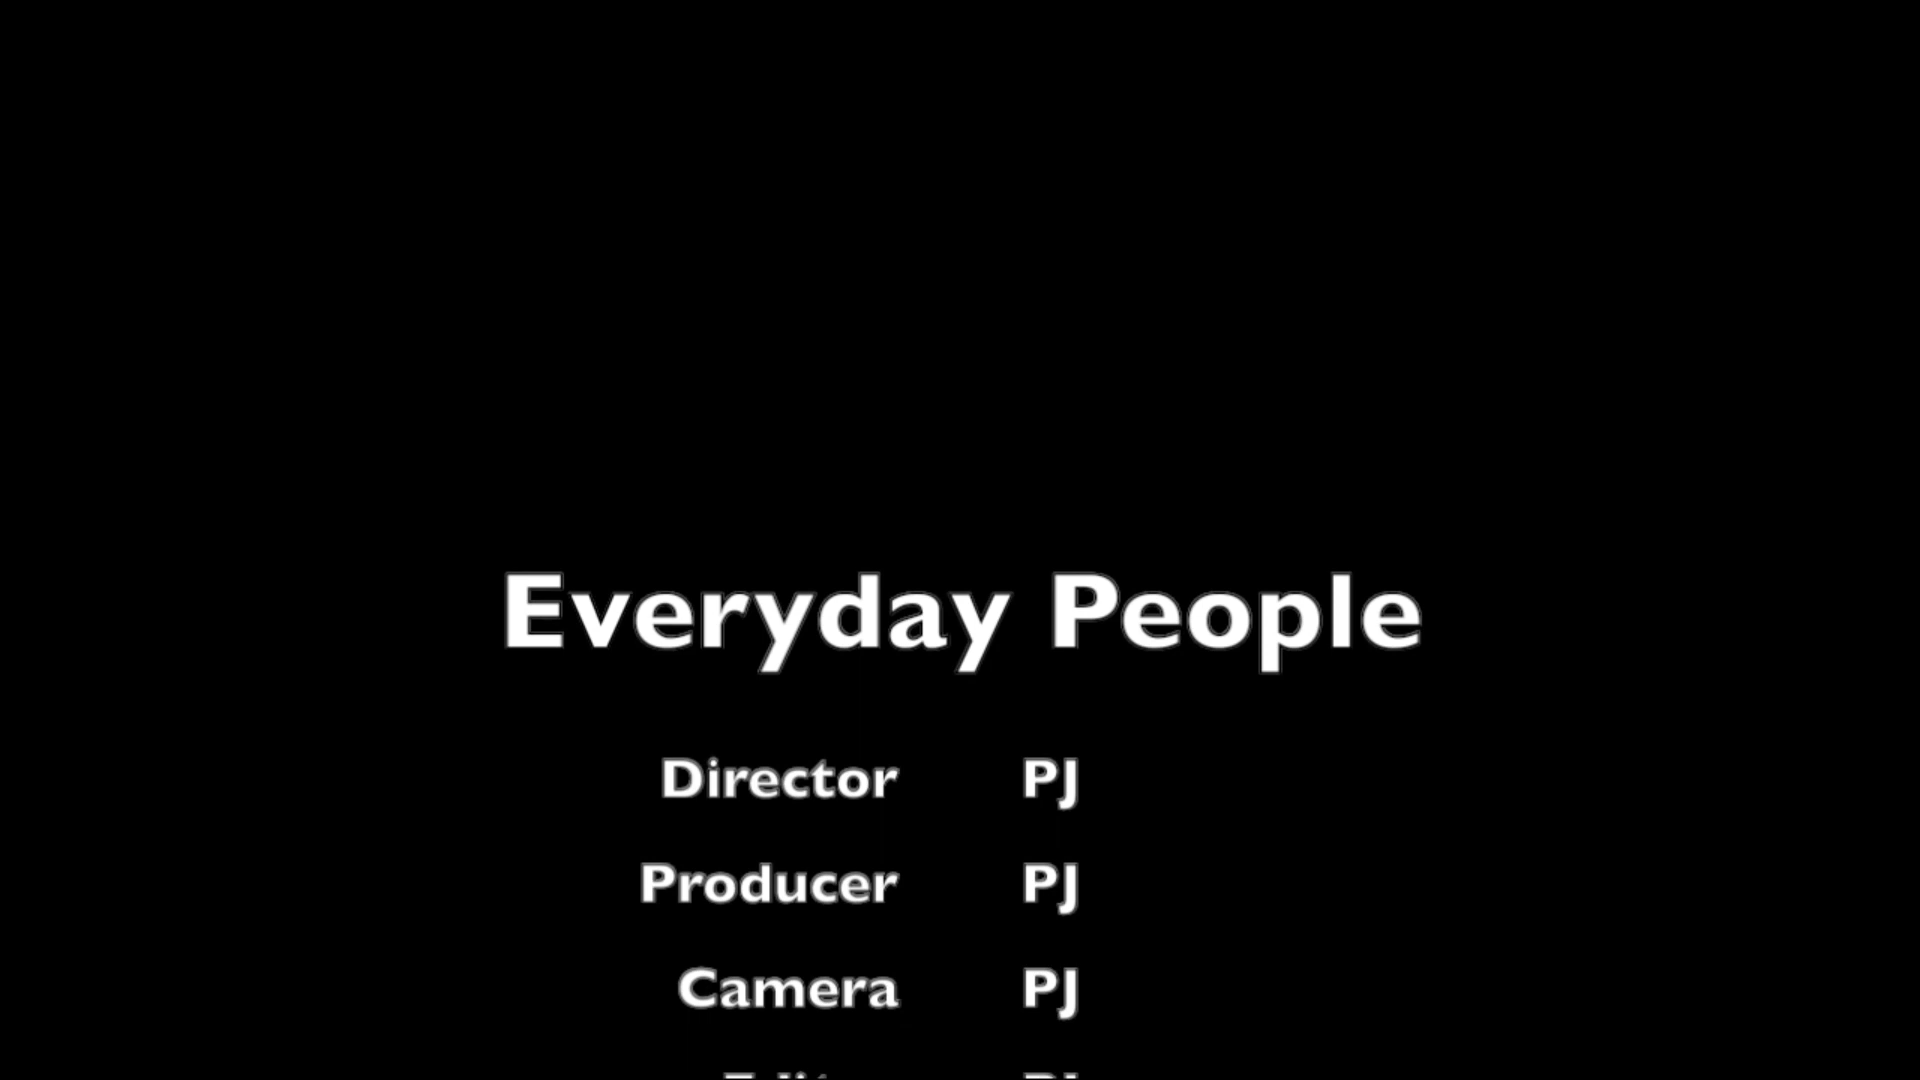 Everyday People
Director PJ
Producer PJ
Camera PJ